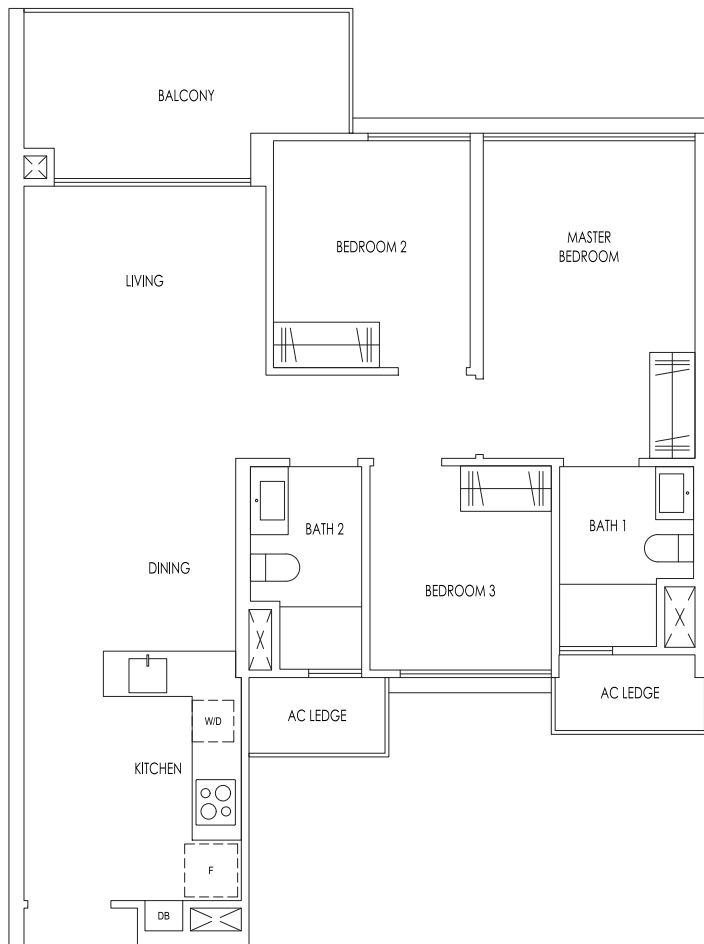 BALCONY
BEDROOM 2
MASTER
BEDROOM
LIVING
BATH 2
BATH 1
DINING
BEDROOM 3
AC LEDGE
AC LEDGE
W/D
KITCHEN
F
DB